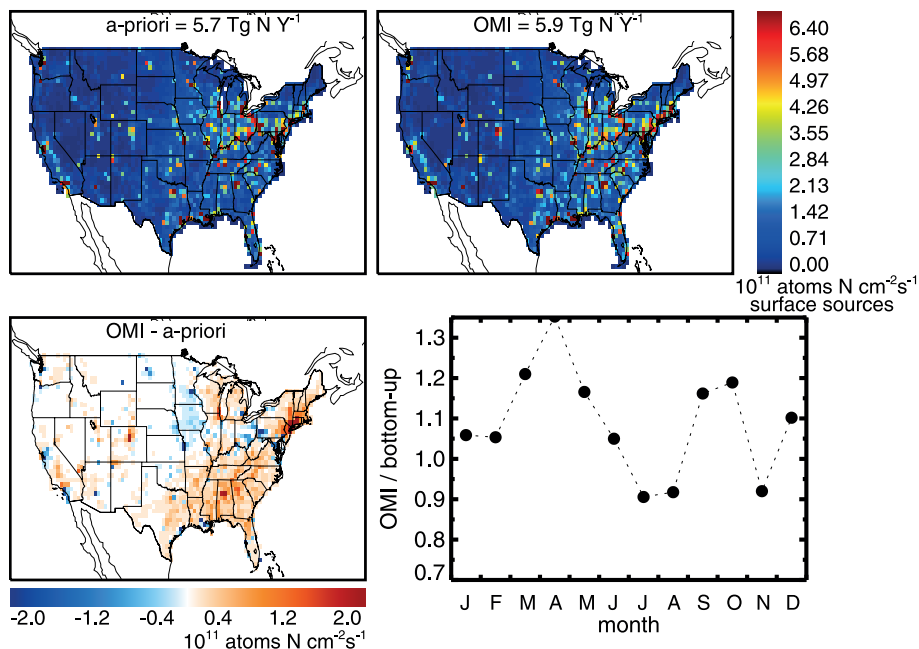 a-priori = 5.7 Tg N Y⁻¹
OMI = 5.9 Tg N Y⁻¹
6.40
5.68
4.97
4.26
3.55
2.84
2.13
1.42
0.71
0.00
10¹¹ atoms N cm⁻²s⁻¹
surface sources
OMI - a-priori
-2.0 -1.2 -0.4 0.4 1.2 2.0
10¹¹ atoms N cm⁻²s⁻¹
OMI / bottom-up
1.3
1.2
1.1
1.0
0.9
0.8
0.7
J F M A M J J A S O N D
month